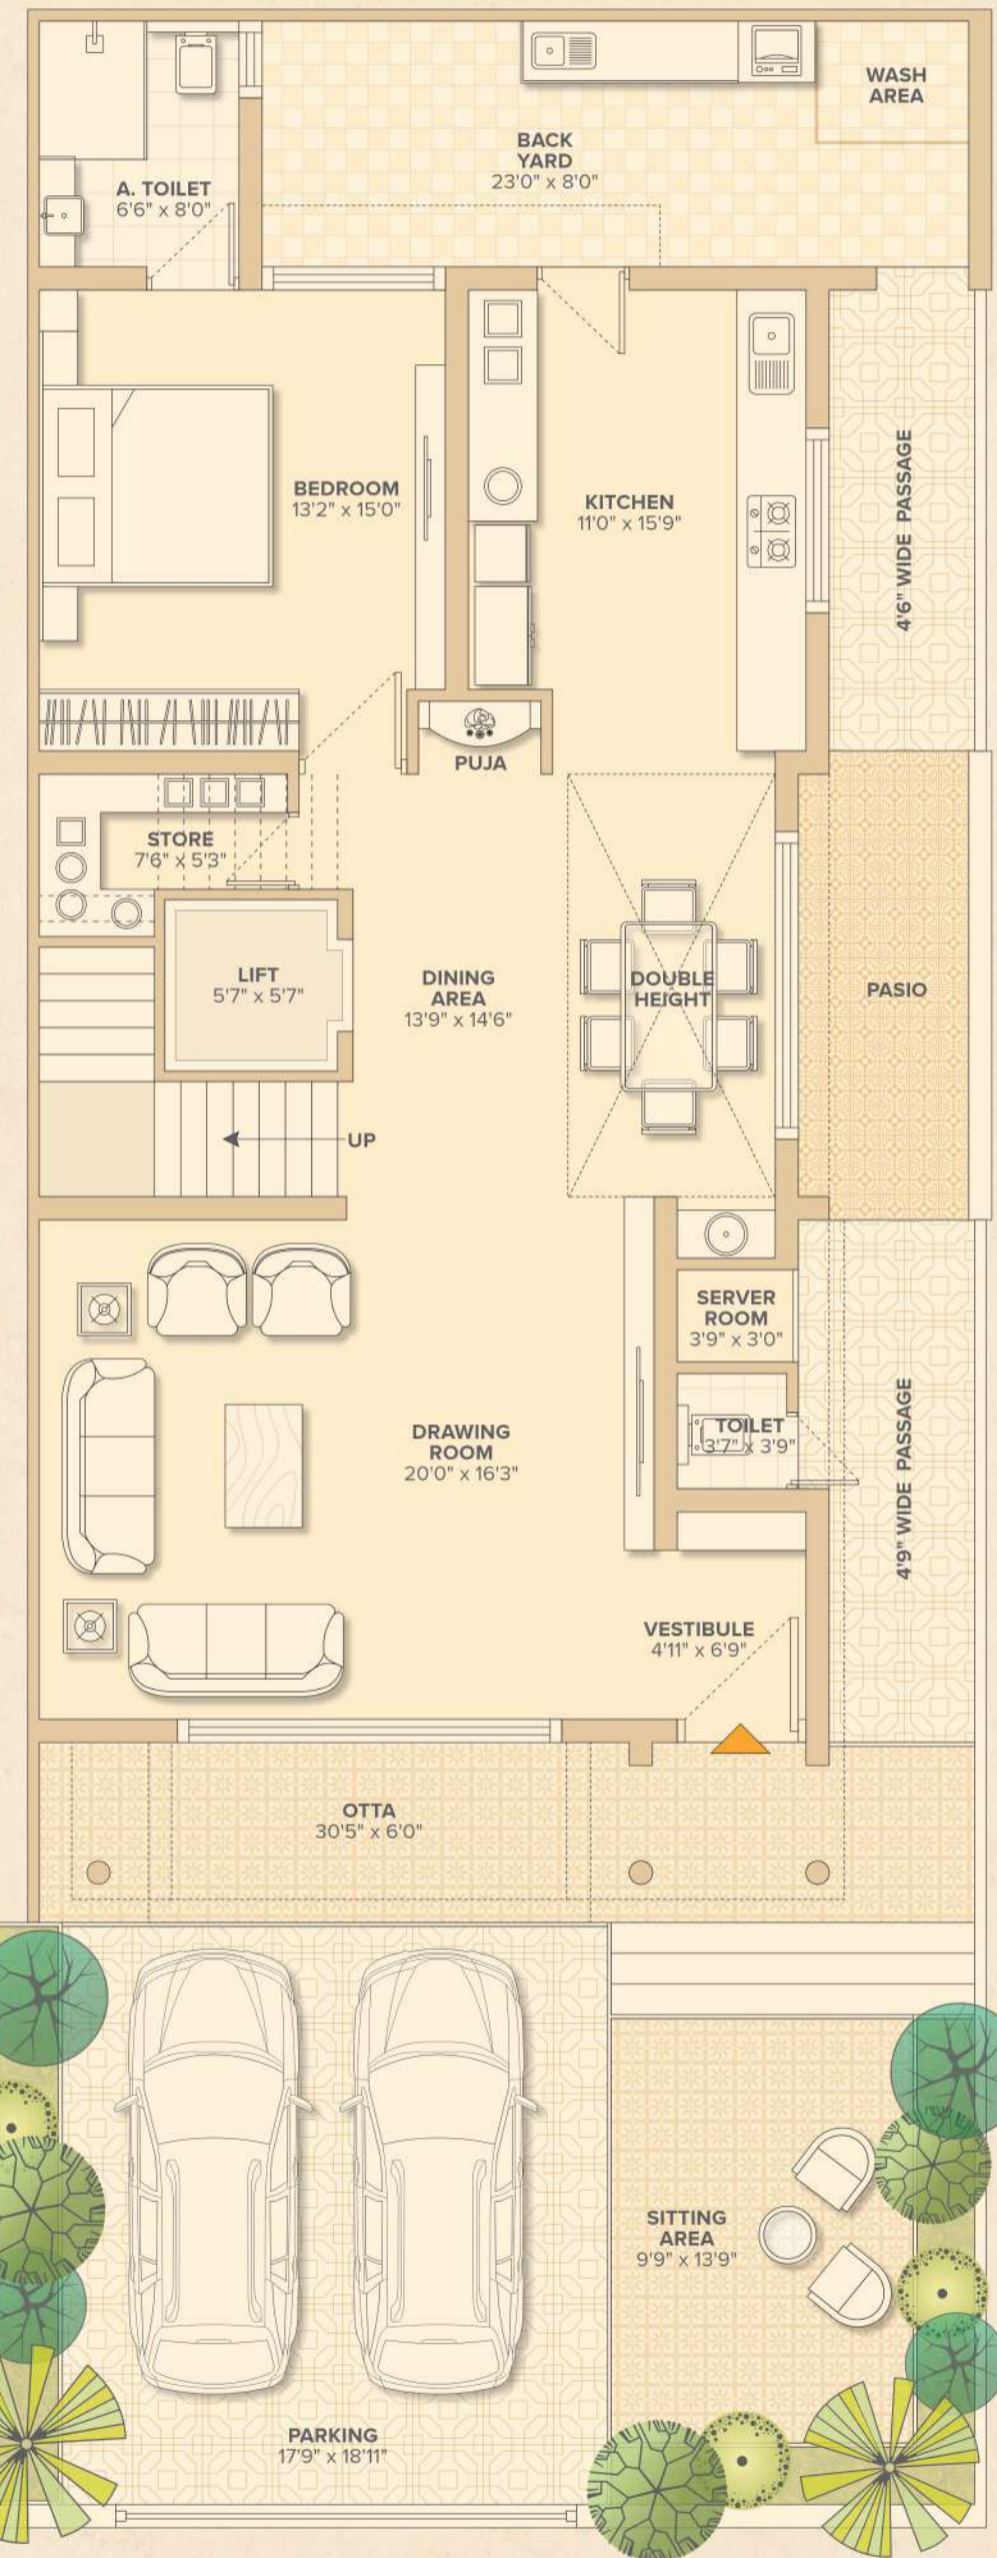 WASH
AREA
BACK
YARD
23'0" x 8'0"
A. TOILET
6'6" x 8'0"
BEDROOM
13'2" x 15'0"
KITCHEN
11'0" x 15'9"
4'6" WIDE PASSAGE
PUJA
STORE
7'6" x 5'3"
LIFT
5'7" x 5'7"
DINING
AREA
13'9" x 14'6"
DOUBLE
HEIGHT
PASIO
UP
SERVER
ROOM
3'9" x 3'0"
TOILET
3'7" x 3'9"
DRAWING
ROOM
20'0" x 16'3"
4'9" WIDE PASSAGE
VESTIBULE
4'11" x 6'9"
OTTA
30'5" x 6'0"
SITTING
AREA
9'9" x 13'9"
PARKING
17'9" x 18'11"